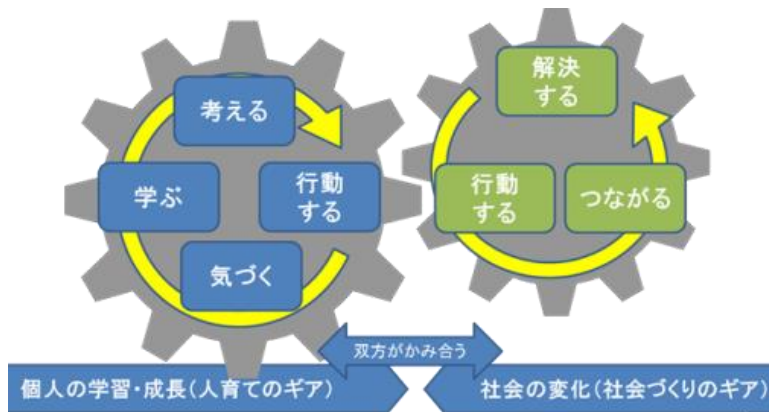 考える
学ぶ
行動
する
気づく
解決
する
行動
する
つながる
双方がかみ合う
個人の学習・成長(人育てのギア)
社会の変化(社会づくりのギア)